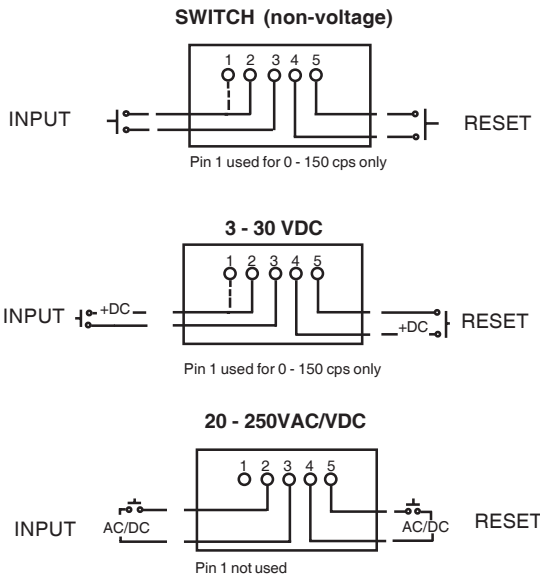 SWITCH (non-voltage)
1 2 3 4 5
INPUT
RESET
Pin 1 used for 0 - 150 cps only
3 - 30 VDC
1 2 3 4 5
INPUT
+DC
+DC
RESET
Pin 1 used for 0 - 150 cps only
20 - 250VAC/VDC
1 2 3 4 5
INPUT
AC/DC
AC/DC
RESET
Pin 1 not used